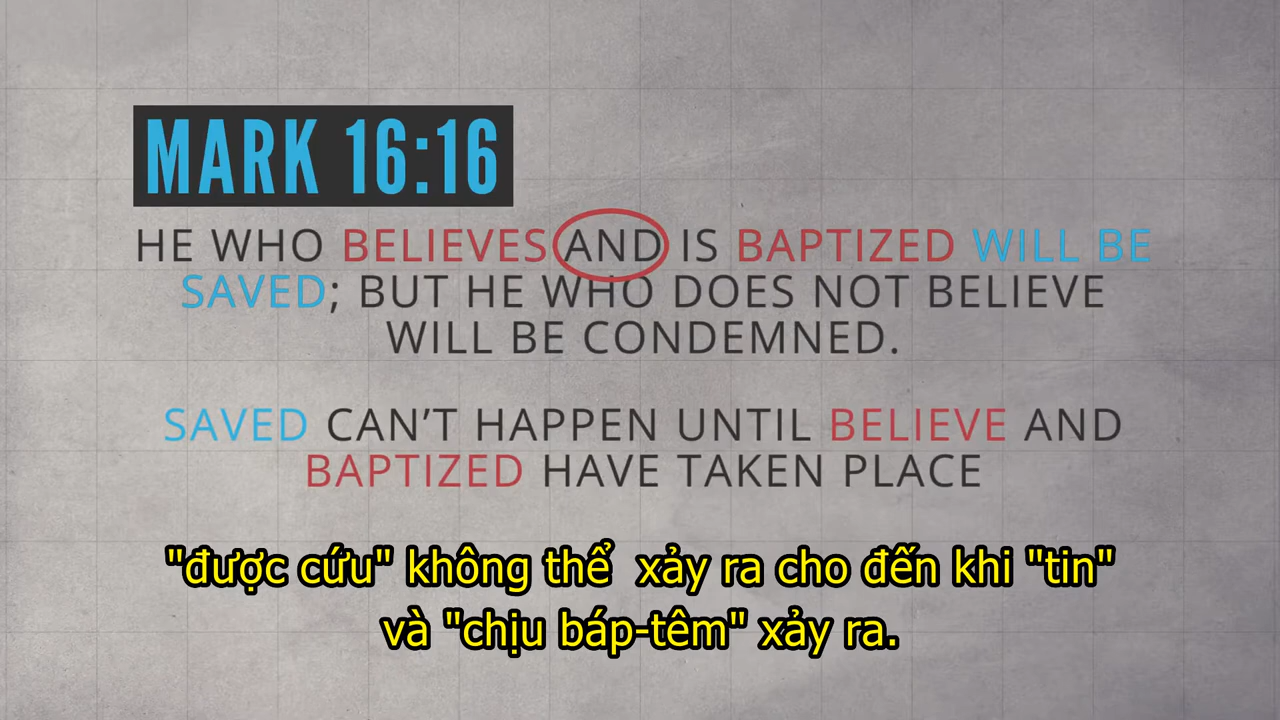 MARK 16:16
HE WHO BELIEVES AND IS BAPTIZED WILL BE
SAVED; BUT HE WHO DOES NOT BELIEVE
WILL BE CONDEMNED.
SAVED CAN’T HAPPEN UNTIL BELIEVE AND
BAPTIZED HAVE TAKEN PLACE
"được cứu" không thể  xảy ra cho đến khi "tin"
và "chịu báp-têm" xảy ra.